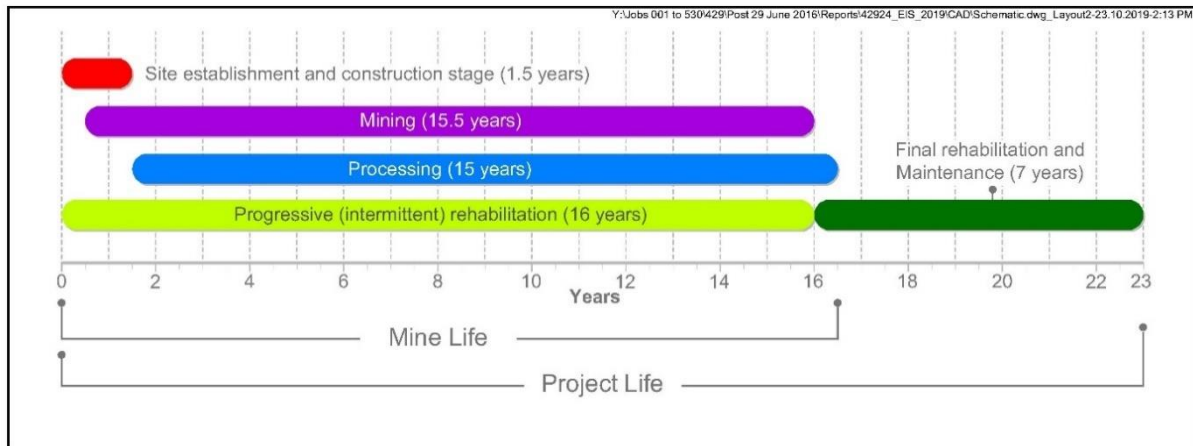 Y:\Jobs 001 to 530\429\Post 29 June 2016\Reports\42924_EIS_2019\CAD\Schematic.dwg_Layout2-23.10.2019-2:13 PM
Site establishment and construction stage (1.5 years)
Mining (15.5 years)
Processing (15 years)
Final rehabilitation and
Maintenance (7 years)
Progressive (intermittent) rehabilitation (16 years)
0 2 4 6 8 10 12 14 16 18 20 22 23
Years
Mine Life
Project Life